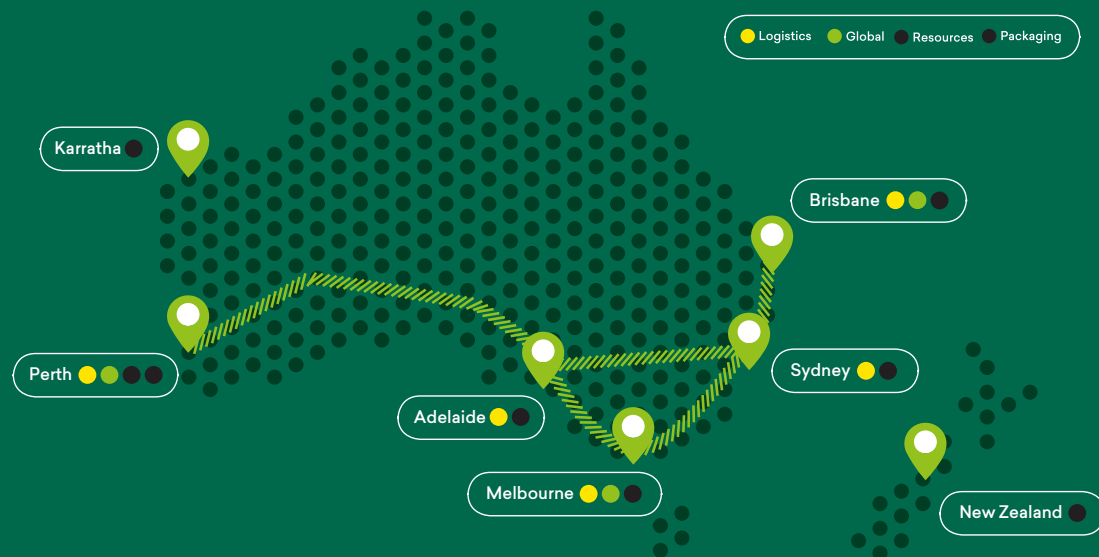 Logistics Global Resources Packaging
Karratha
Brisbane
Perth
Sydney
Adelaide
Melbourne
New Zealand